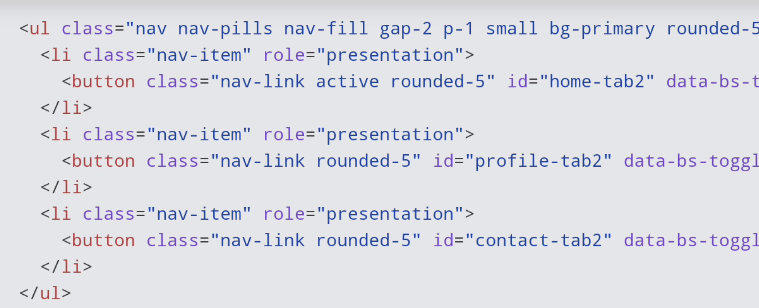 <ul class="nav nav-pills nav-fill gap-2 p-1 small bg-primary rounded-5
<li class="nav-item" role="presentation">
<button class="nav-link active rounded-5" id="home-tab2" data-bs-t
</li>
<li class="nav-item" role="presentation">
<button class="nav-link rounded-5" id="profile-tab2" data-bs-toggl
</li>
<li class="nav-item" role="presentation">
<button class="nav-link rounded-5" id="contact-tab2" data-bs-toggl
</li>
</ul>